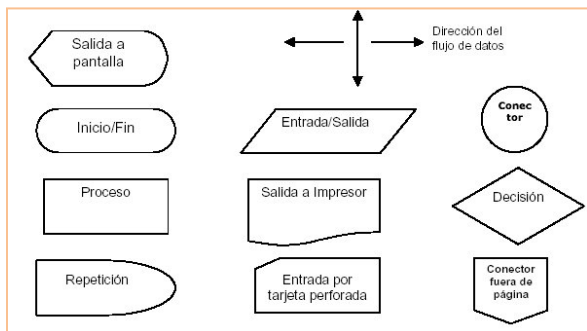 Salida a
pantalla
Dirección del
flujo de datos
Inicio/Fin
Entrada/Salida
Conec
tor
Proceso
Salida a Impresor
Decisión
Repetición
Entrada por
tarjeta perforada
Conector
fuera de
página